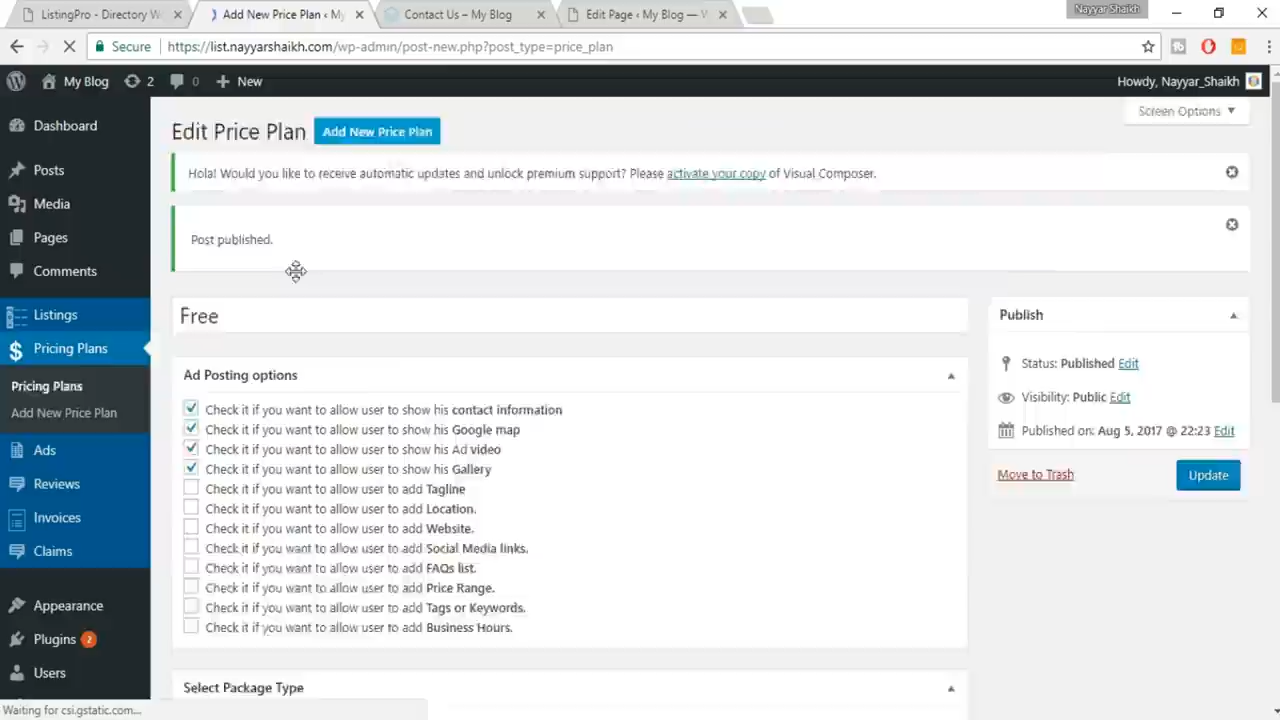 ListingPro - Directory W
Add New Price Plan ‹ My
Contact Us – My Blog
Edit Page ‹ My Blog —
Nayyar Shaikh
Secure
https://list.nayyarshaikh.com/wp-admin/post-new.php?post_type=price_plan
My Blog
2
0
New
Howdy, Nayyar_Shaikh
Screen Options
Dashboard
Posts
Media
Pages
Comments
Listings
Pricing Plans
Pricing Plans
Add New Price Plan
Ads
Reviews
Invoices
Claims
Appearance
Plugins 2
Users
Edit Price Plan
Add New Price Plan
Hola! Would you like to receive automatic updates and unlock premium support? Please activate your copy of Visual Composer.
Post published.
Free
Ad Posting options
Check it if you want to allow user to show his contact information
Check it if you want to allow user to show his Google map
Check it if you want to allow user to show his Ad video
Check it if you want to allow user to show his Gallery
Check it if you want to allow user to add Tagline
Check it if you want to allow user to add Location.
Check it if you want to allow user to add Website.
Check it if you want to allow user to add Social Media links.
Check it if you want to allow user to add FAQs list.
Check it if you want to allow user to add Price Range.
Check it if you want to allow user to add Tags or Keywords.
Check it if you want to allow user to add Business Hours.
Select Package Type
Publish
Status: Published Edit
Visibility: Public Edit
Published on: Aug 5, 2017 @ 22:23 Edit
Move to Trash
Update
Waiting for csi.gstatic.com...